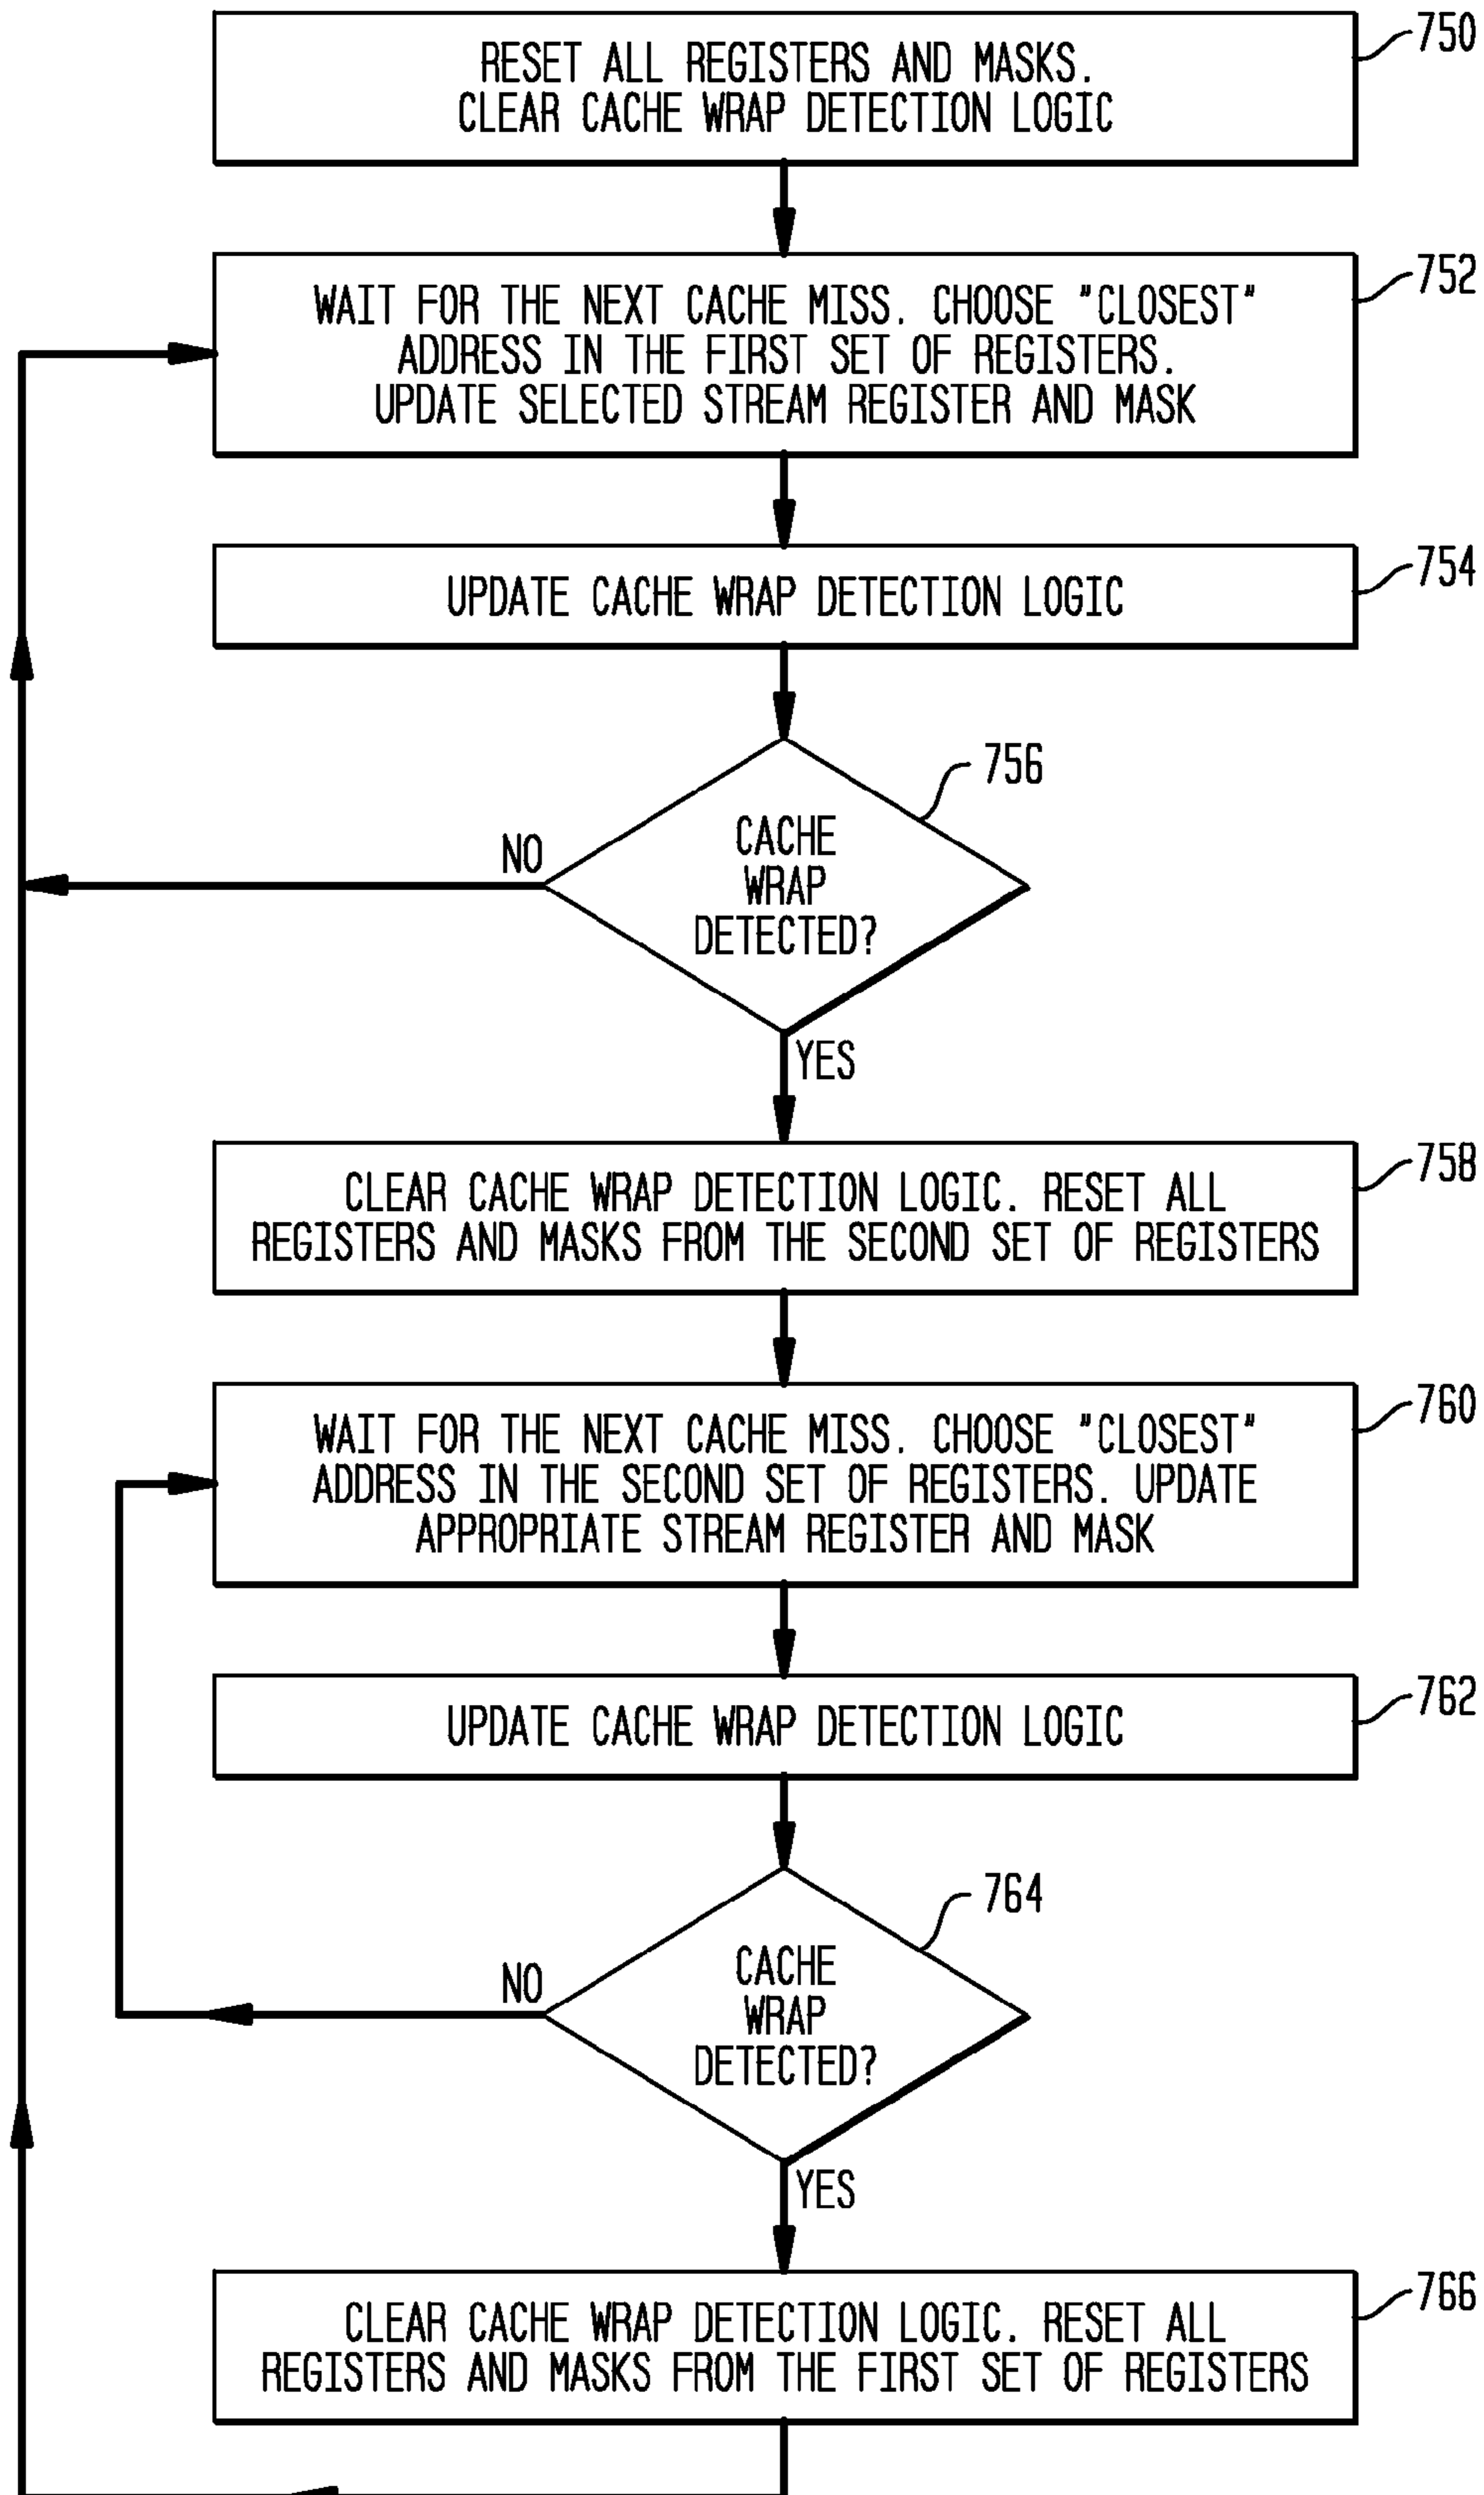 750
RESET ALL REGISTERS AND MASKS.
CLEAR CACHE WRAP DETECTION LOGIC
752
WAIT FOR THE NEXT CACHE MISS. CHOOSE "CLOSEST"
ADDRESS IN THE FIRST SET OF REGISTERS.
UPDATE SELECTED STREAM REGISTER AND MASK
754
UPDATE CACHE WRAP DETECTION LOGIC
756
CACHE
WRAP
DETECTED?
NO
YES
758
CLEAR CACHE WRAP DETECTION LOGIC. RESET ALL
REGISTERS AND MASKS FROM THE SECOND SET OF REGISTERS
760
WAIT FOR THE NEXT CACHE MISS. CHOOSE "CLOSEST"
ADDRESS IN THE SECOND SET OF REGISTERS. UPDATE
APPROPRIATE STREAM REGISTER AND MASK
762
UPDATE CACHE WRAP DETECTION LOGIC
764
CACHE
WRAP
DETECTED?
NO
YES
766
CLEAR CACHE WRAP DETECTION LOGIC. RESET ALL
REGISTERS AND MASKS FROM THE FIRST SET OF REGISTERS